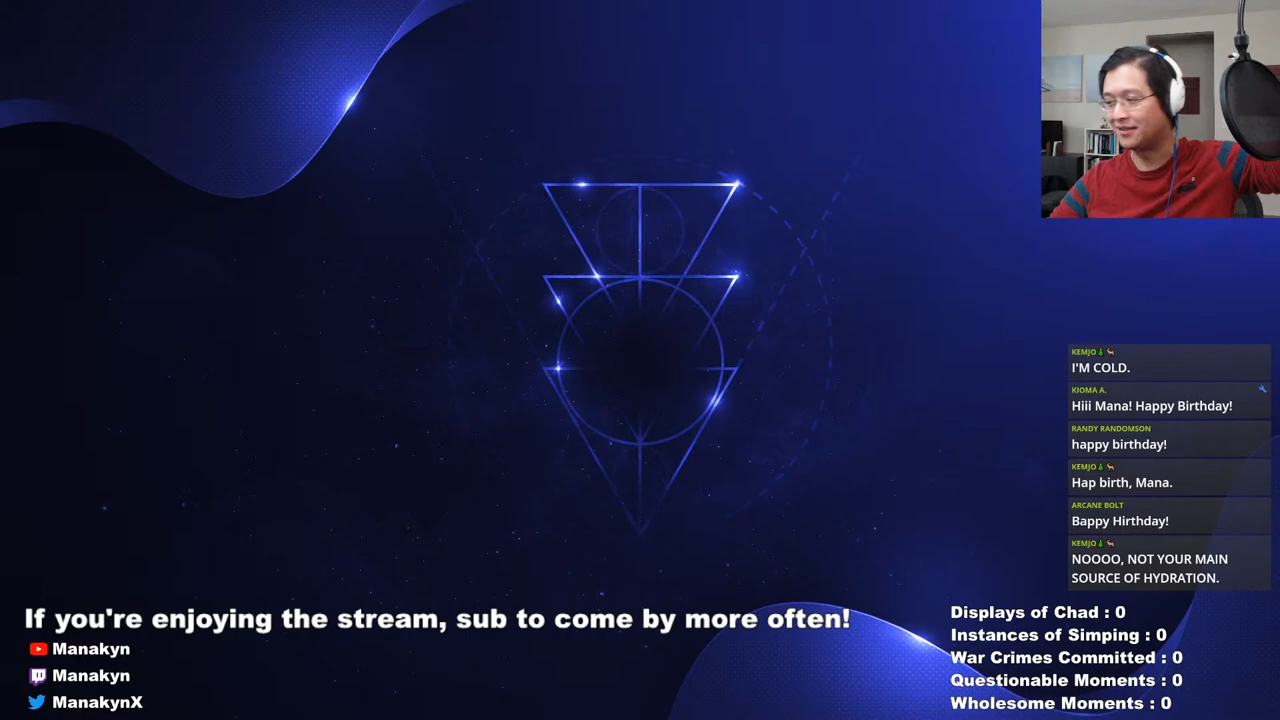 KEMJO
I'M COLD.
KIOMA A.
Hiii Mana! Happy Birthday!
RANDY RANDOMSON
happy birthday!
KEMJO
Hap birth, Mana.
ARCANE BOLT
Bappy Hirthday!
KEMJO
NOOOO, NOT YOUR MAIN
SOURCE OF HYDRATION.
If you're enjoying the stream, sub to come by more often!
Manakyn
Manakyn
ManakynX
Displays of Chad : 0
Instances of Simping : 0
War Crimes Committed : 0
Questionable Moments : 0
Wholesome Moments : 0